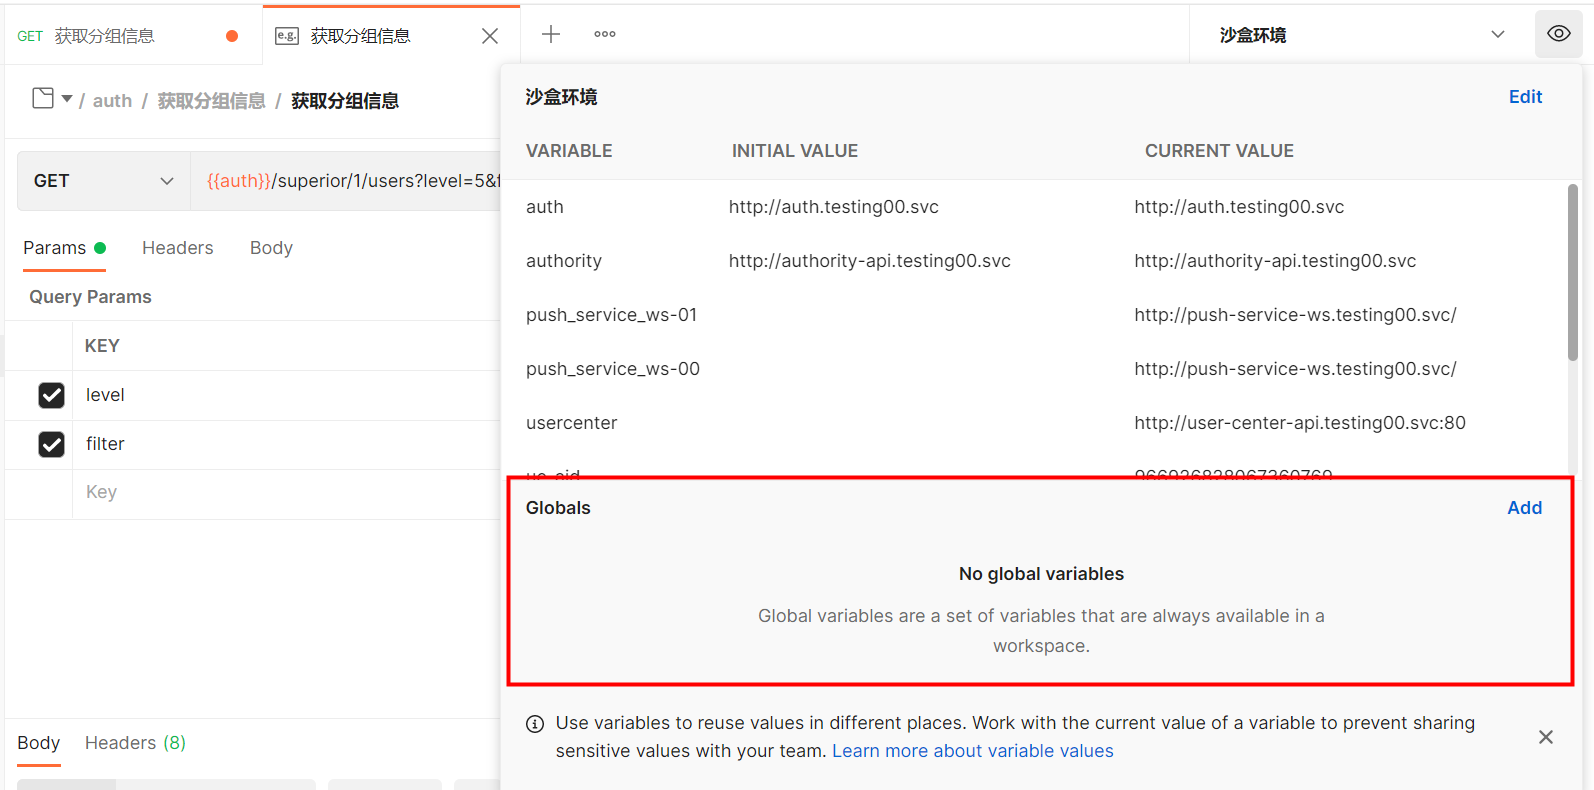 GET 获取分组信息
e.g. 获取分组信息
沙盒环境
/ auth / 获取分组信息 / 获取分组信息
GET
{{auth}}/superior/1/users?level=5&f
Params Headers Body
Query Params
KEY
level
filter
Key
Body Headers (8)
沙盒环境 Edit
VARIABLE INITIAL VALUE CURRENT VALUE
auth http://auth.testing00.svc http://auth.testing00.svc
authority http://authority-api.testing00.svc http://authority-api.testing00.svc
push_service_ws-01 http://push-service-ws.testing00.svc/
push_service_ws-00 http://push-service-ws.testing00.svc/
usercenter http://user-center-api.testing00.svc:80
Globals Add
No global variables
Global variables are a set of variables that are always available in a
workspace.
Use variables to reuse values in different places. Work with the current value of a variable to prevent sharing
sensitive values with your team. Learn more about variable values